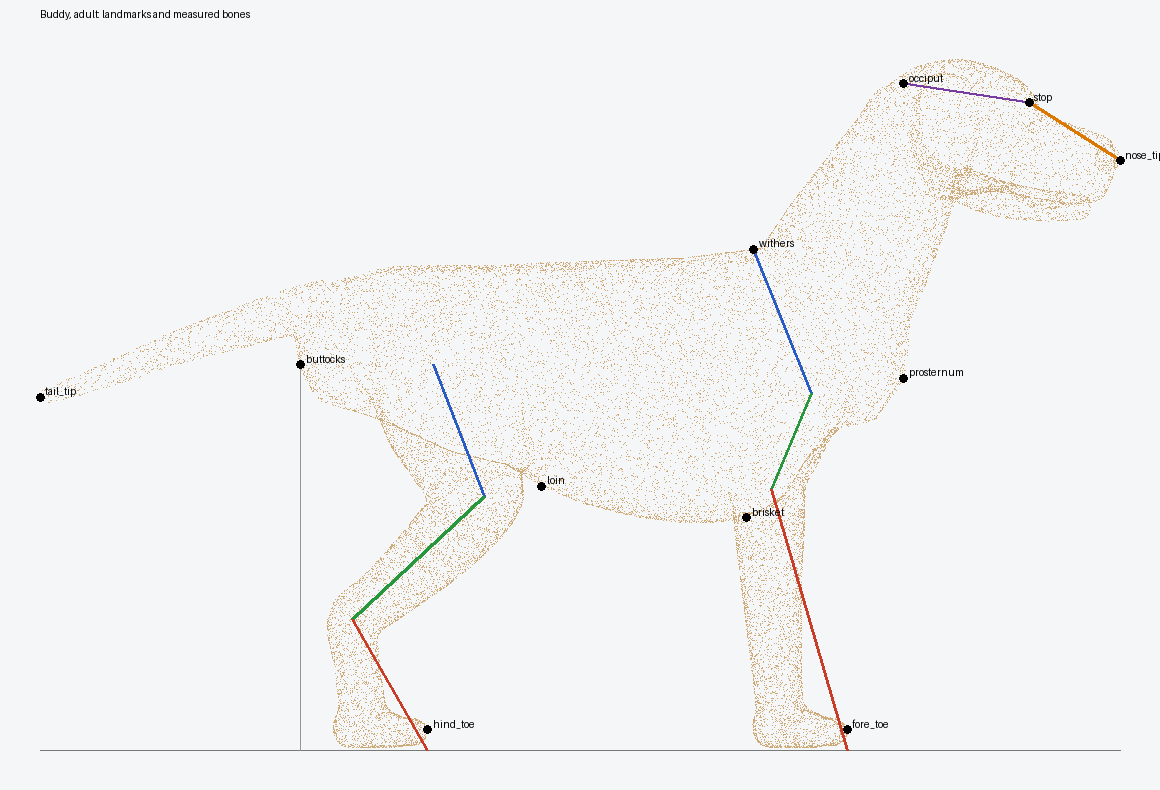 Buddy, adult landmarks and measured bones
occiput
stop
nose_tip
withers
buttocks
prosternum
tail_tip
loin
brisket
hind_toe
fore_toe